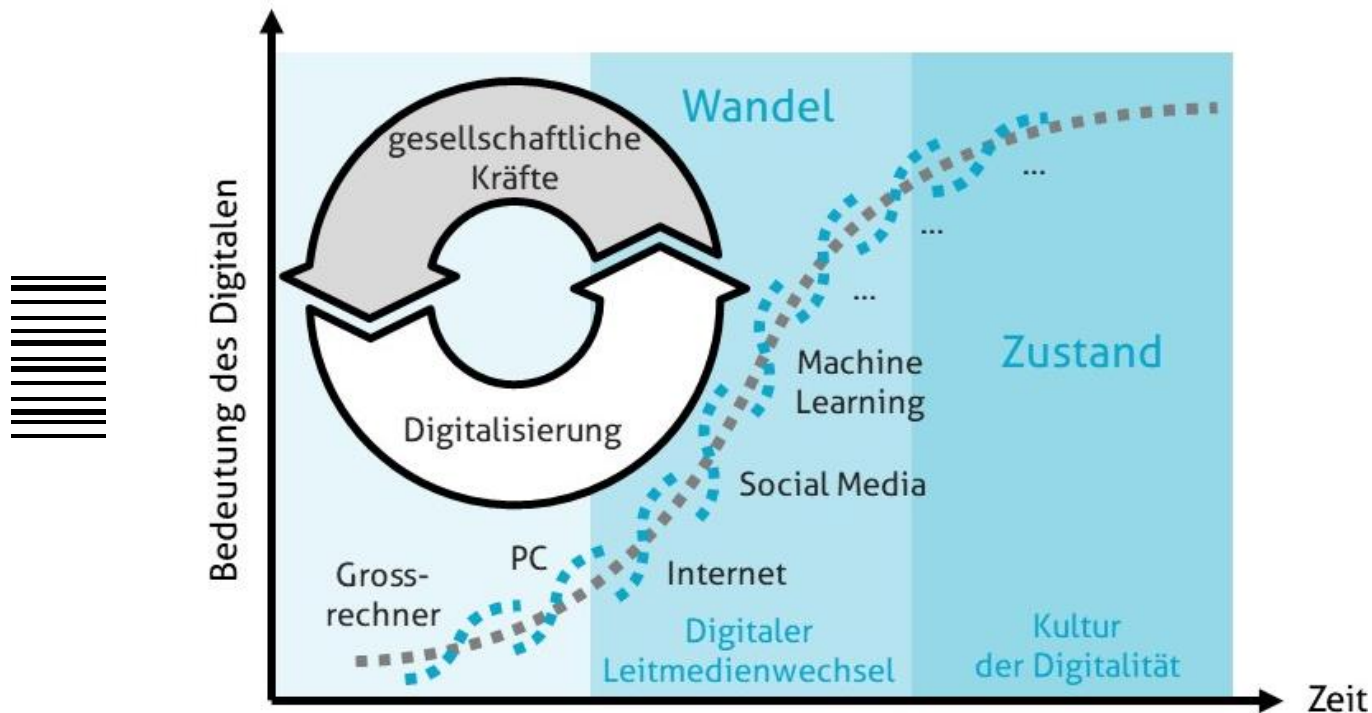 Bedeutung des Digitalen
gesellschaftliche
Kräfte
Digitalisierung
Wandel
Zustand
...
...
...
Machine
Learning
Social Media
Internet
PC
Gross-
rechner
Digitaler
Leitmedienwechsel
Kultur
der Digitalität
Zeit